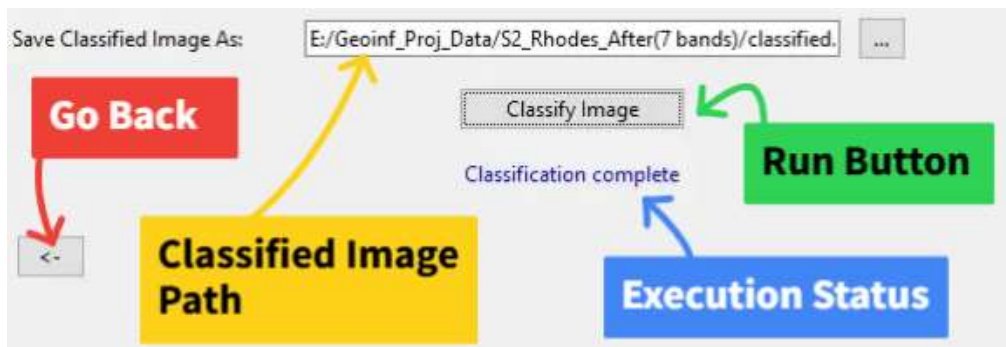 Save Classified Image As: E:/Geoinf_Proj_Data/S2_Rhodes_After(7 bands)/classified. ...
Go Back
Classify Image
Run Button
Classification complete
<-
Classified Image
Path
Execution Status